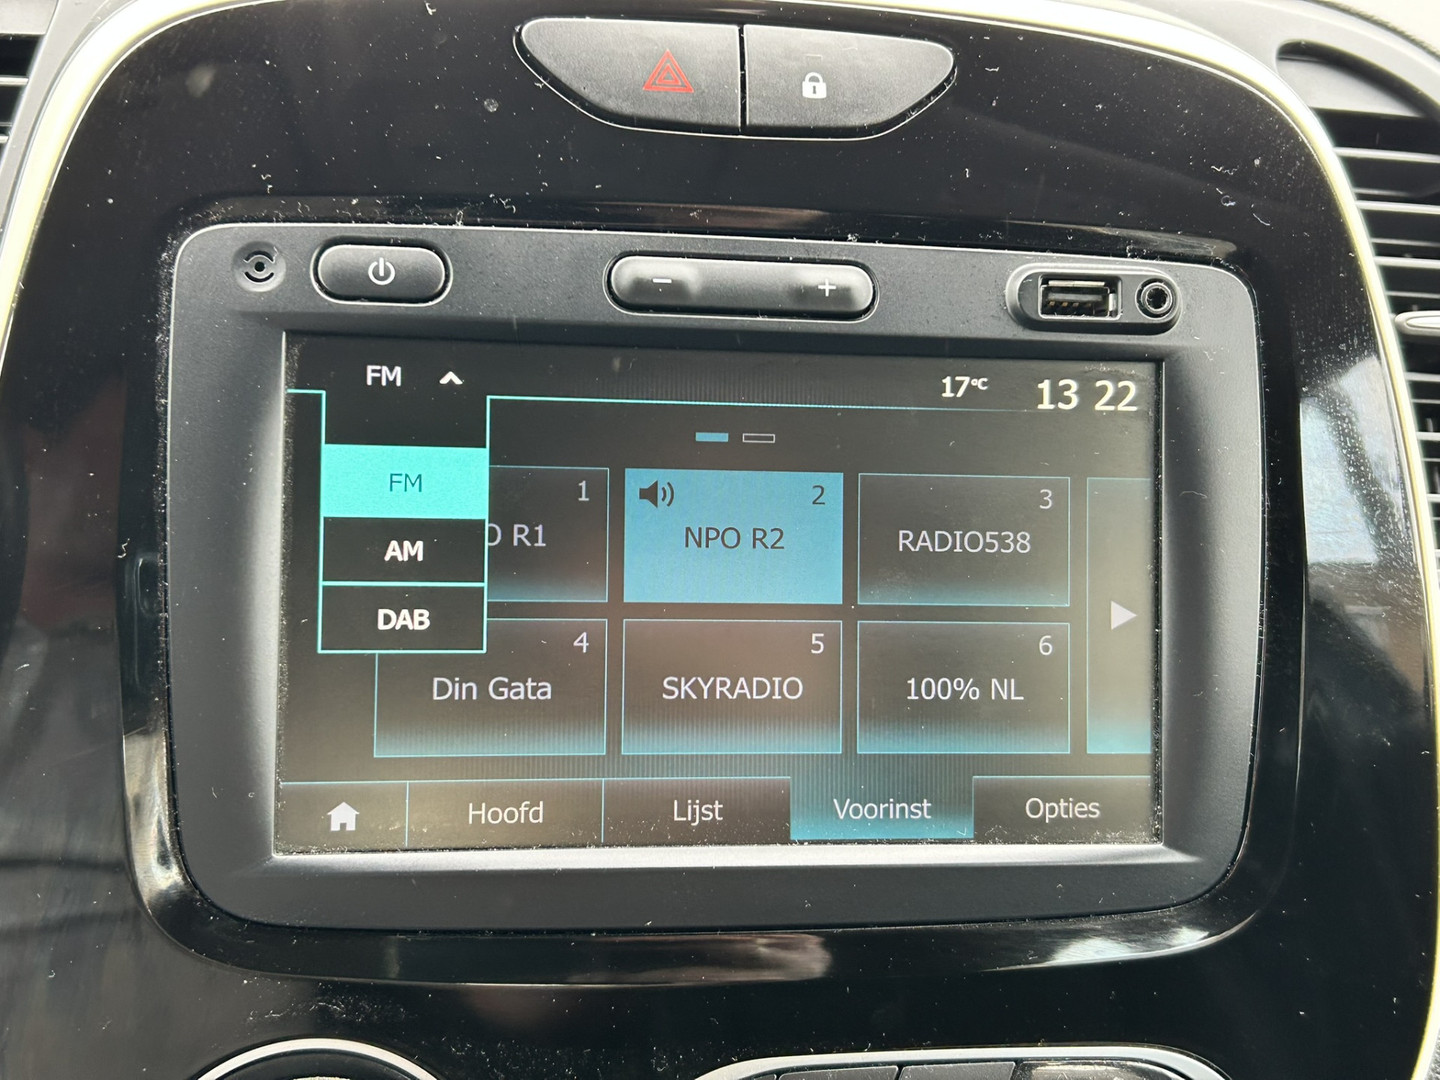 FM
17°C
13 22
FM
AM
DAB
1
O R1
2
NPO R2
3
RADIO538
4
Din Gata
5
SKYRADIO
6
100% NL
Hoofd
Lijst
Voorinst
Opties